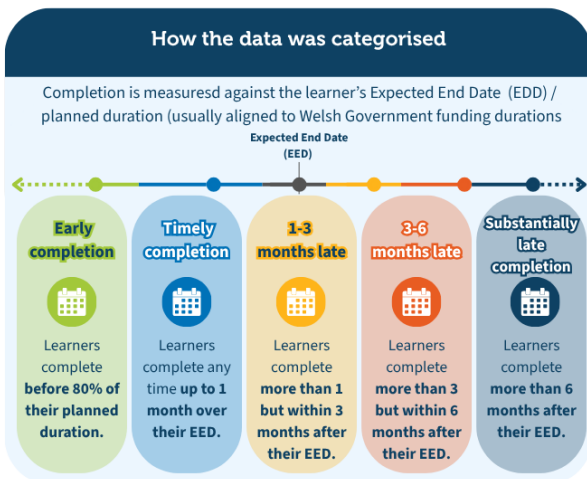 How the data was categorised
Completion is measuresd against the learner's Expected End Date (EDD) /
planned duration (usually aligned to Welsh Government funding durations
Expected End Date
(EED)
Early
completion
Learners
complete
before 80% of
their planned
duration.
Timely
completion
Learners
complete any
time up to 1
month over
their EED.
1-3
months late
Learners
complete
more than 1
but within 3
months after
their EED.
3-6
months late
Learners
complete
more than 3
but within 6
months after
their EED.
Substantially
late
completion
Learners
complete
more than 6
months after
their EED.